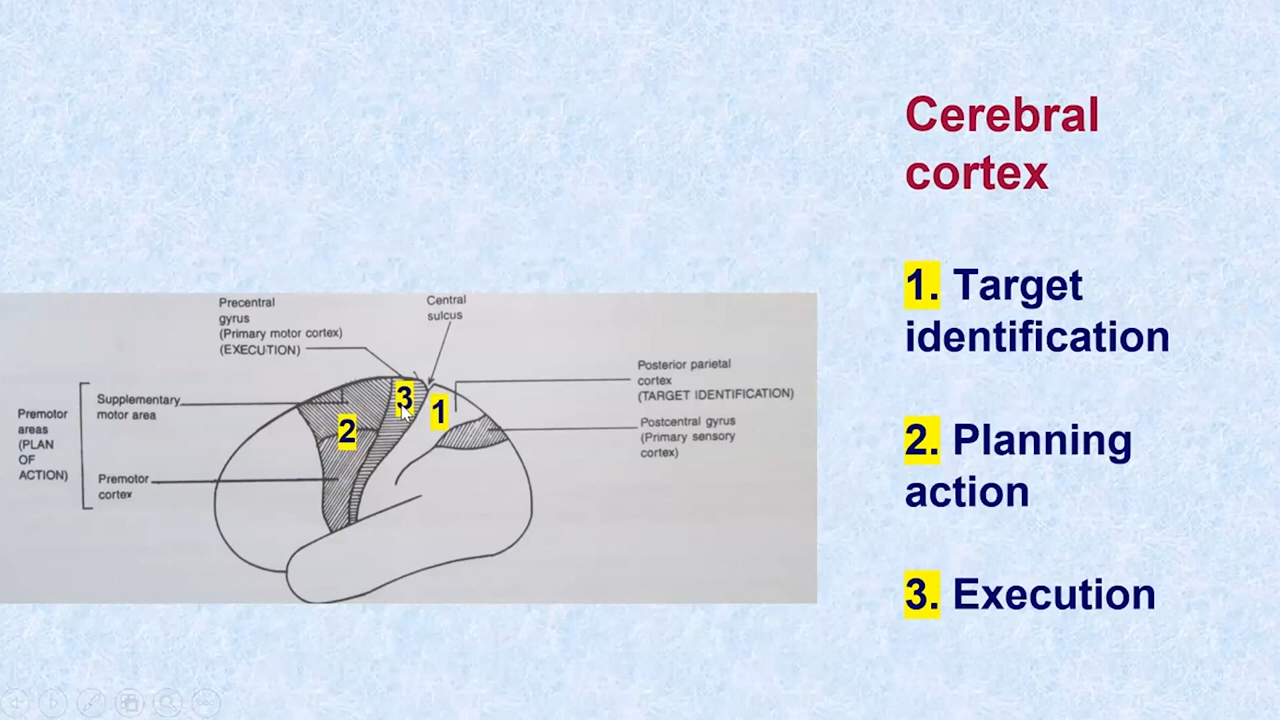 Cerebral
cortex
1. Target
identification
2. Planning
action
3. Execution
Precentral
gyrus
(Primary motor cortex)
(EXECUTION)
Central
sulcus
Posterior parietal
cortex
(TARGET IDENTIFICATION)
Postcentral gyrus
(Primary sensory
cortex)
Premotor
areas
(PLAN
OF
ACTION)
Supplementary
motor area
Premotor
cortex
3
1
2